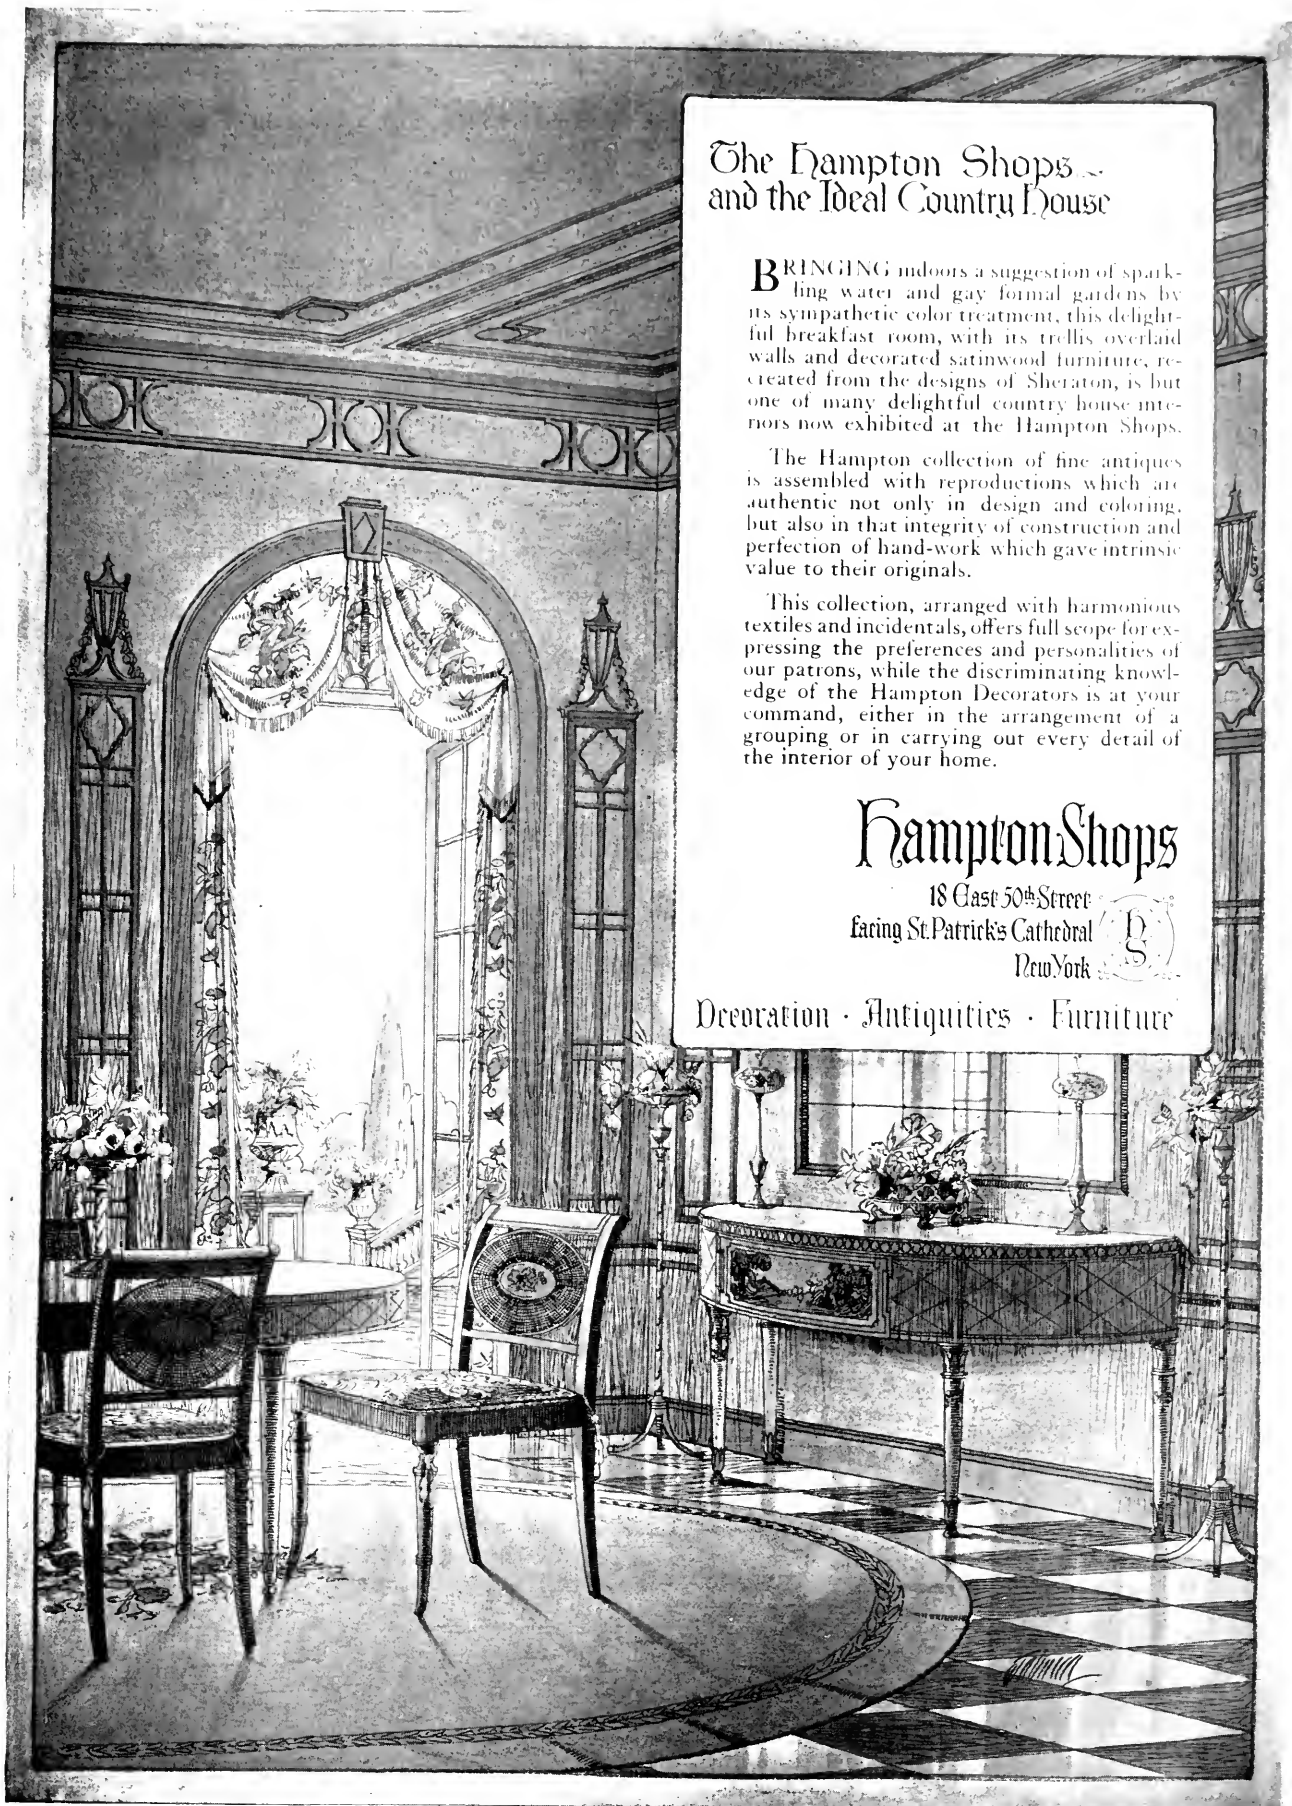 The Hampton Shops
and the Ideal Country House
BRINGING indoors a suggestion of spark-
ling water and gay formal gardens by
its sympathetic color treatment, this delight-
ful breakfast room, with its trellis overlaid
walls and decorated satinwood furniture, re-
created from the designs of Sheraton, is but
one of many delightful country house inte-
riors now exhibited at the Hampton Shops.
The Hampton collection of fine antiques
is assembled with reproductions which are
authentic not only in design and coloring,
but also in that integrity of construction and
perfection of hand-work which gave intrinsic
value to their originals.
This collection, arranged with harmonious
textiles and incidentals, offers full scope for ex-
pressing the preferences and personalities of
our patrons, while the discriminating knowl-
edge of the Hampton Decorators is at your
command, either in the arrangement of a
grouping or in carrying out every detail of
the interior of your home.
Hampton Shops
18 East 50th Street
facing St. Patrick's Cathedral
New York
h
S
Decoration · Antiquities · Furniture